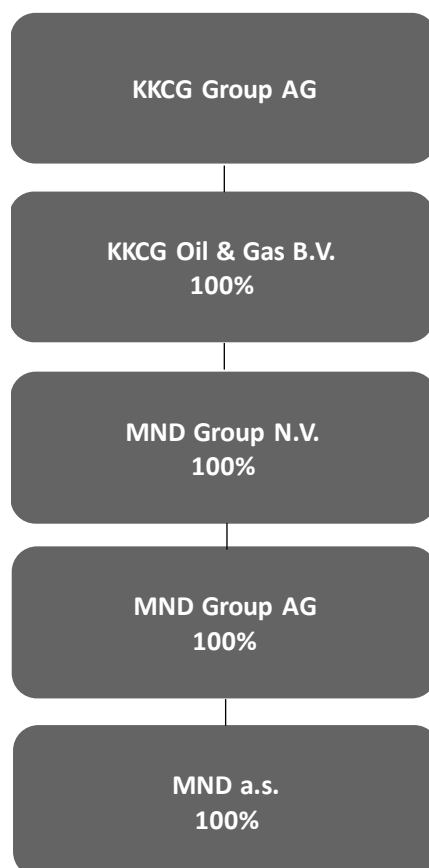 KKCG Group AG
KKCG Oil & Gas B.V.
100%
MND Group N.V.
100%
MND Group AG
100%
MND a.s.
100%